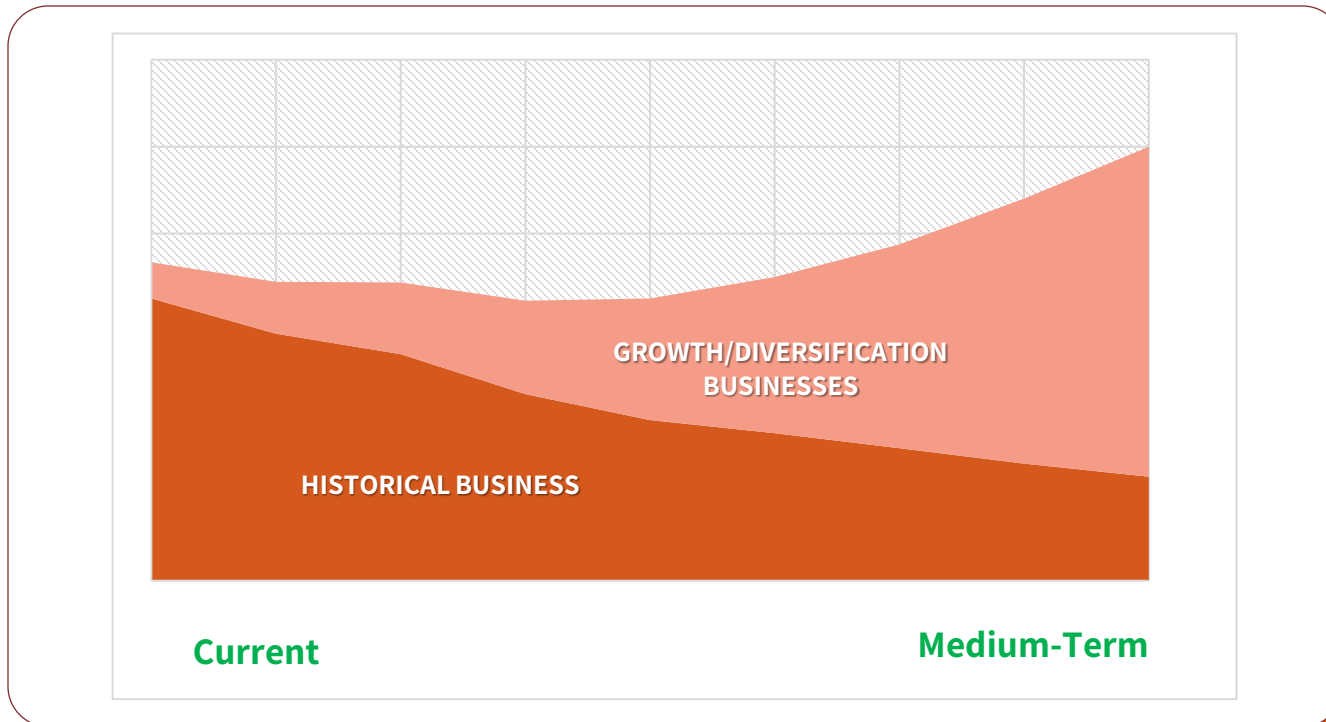 GROWTH/DIVERSIFICATION
BUSINESSES
HISTORICAL BUSINESS
Current
Medium-Term